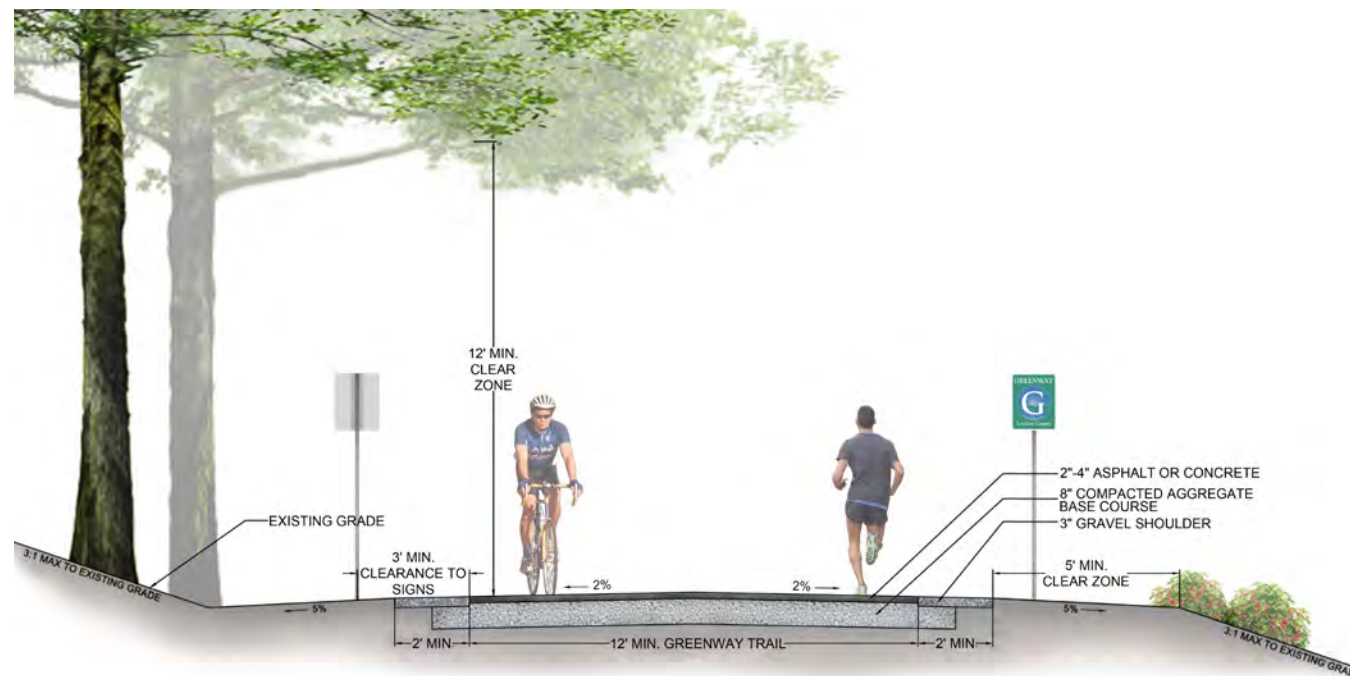 12' MIN.
CLEAR
ZONE
GREENWAY
G
Loudoun County
2"-4" ASPHALT OR CONCRETE
8" COMPACTED AGGREGATE
BASE COURSE
3" GRAVEL SHOULDER
EXISTING GRADE
3:1 MAX TO EXISTING GRADE
3' MIN.
CLEARANCE TO
SIGNS
5' MIN.
CLEAR ZONE
2%
2%
5%
5%
2' MIN
12' MIN. GREENWAY TRAIL
2' MIN
3:1 MAX TO EXISTING GRA